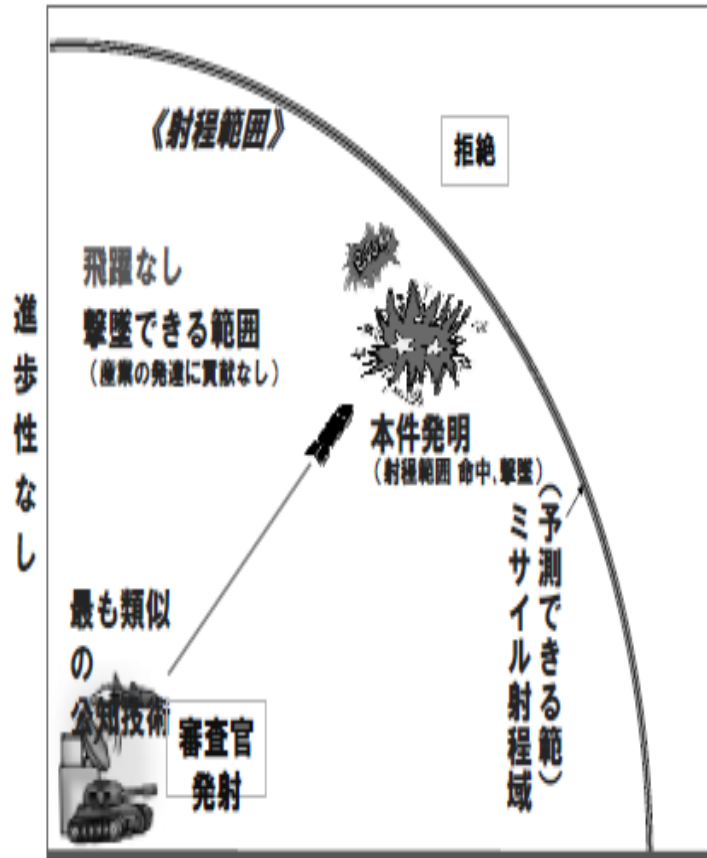 《射程範囲》
拒絶
飛躍なし
撃墜できる範囲
（産業の発達に貢献なし）
進歩性なし
本件発明
（射程範囲 命中、撃墜）
（予測できる範）
ミサイル射程域
最も類似
の
公知技術
審査官
発射